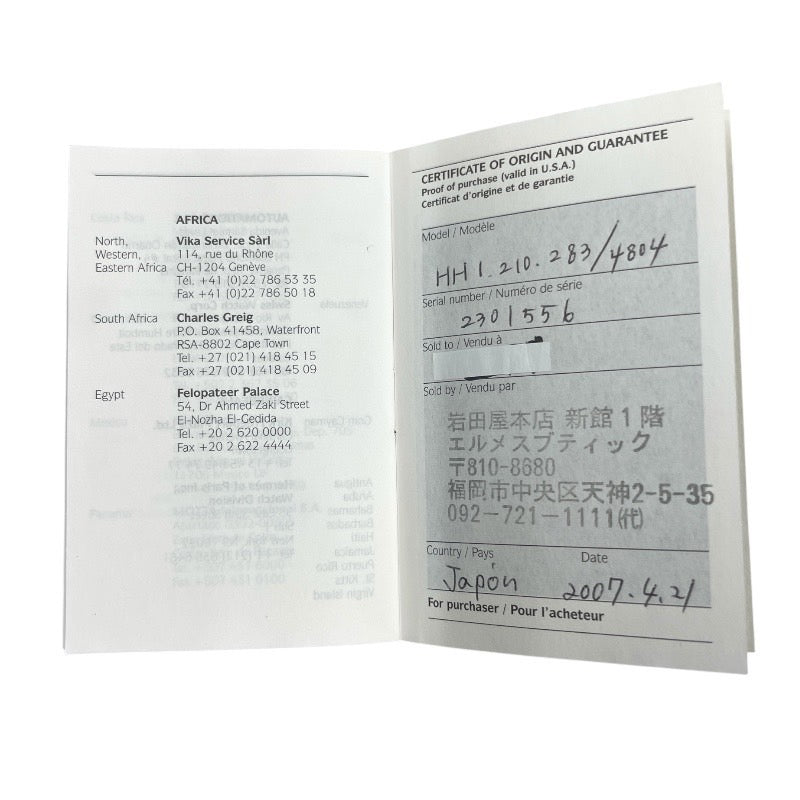 AFRICA
North, Vika Service Sàrl
Western, 114, rue du Rhône
Eastern Africa CH-1204 Genève
Tél. +41 (0)22 786 53 35
Fax +41 (0)22 786 50 18
South Africa Charles Greig
P.O. Box 41458, Waterfront
RSA-8802 Cape Town
Tel. +27 (021) 418 45 15
Fax +27 (021) 418 45 09
Egypt Felopateer Palace
54, Dr Ahmed Zaki Street
El-Nozha El-Gedida
Tel. +20 2 620 0000
Fax +20 2 622 4444
CERTIFICATE OF ORIGIN AND GUARANTEE
Proof of purchase (valid in U.S.A.)
Certificat d'origine et de garantie
Model / Modèle
HH1.210.283/4804
Serial number / Numéro de série
2301556
Sold to / Vendu à
Sold by / Vendu par
岩田屋本店 新館1階
エルメスブティック
〒810-8680
福岡市中央区天神2-5-35
092-721-1111(代)
Country / Pays Date
Japón 2007.4.21
For purchaser / Pour l'acheteur